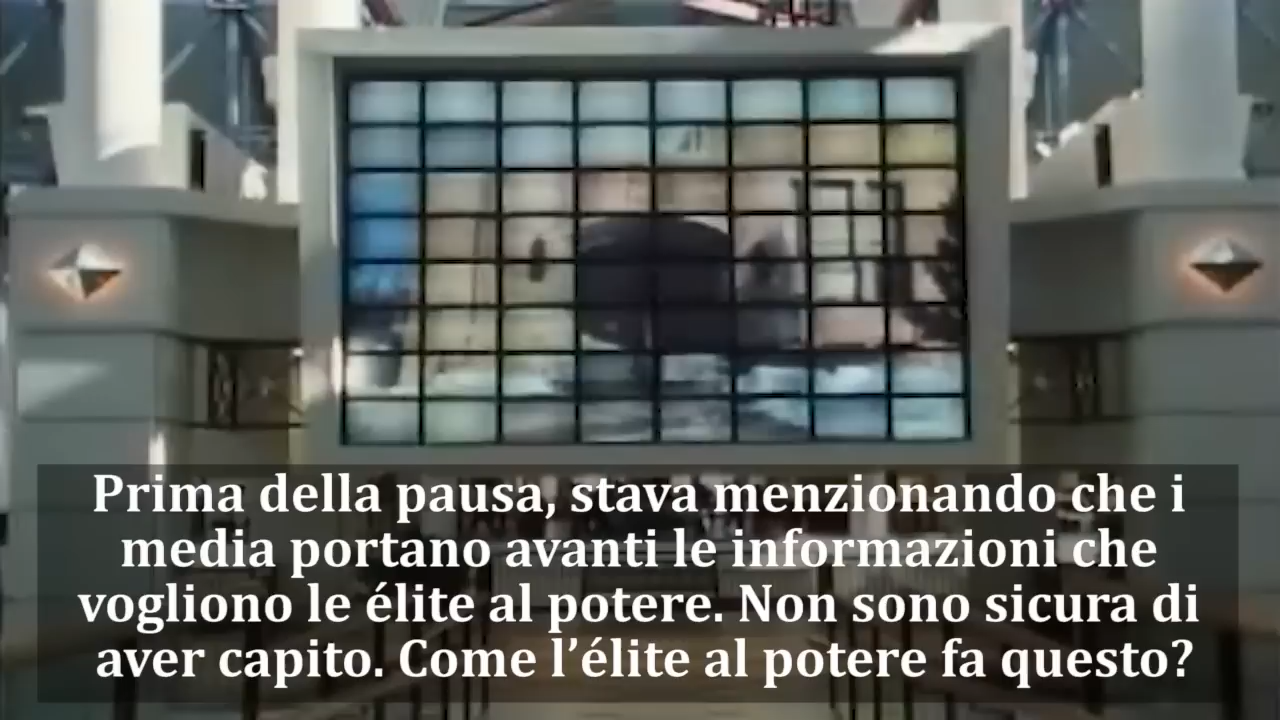 Prima della pausa, stava menzionando che i
media portano avanti le informazioni che
vogliono le élite al potere. Non sono sicura di
aver capito. Come l’élite al potere fa questo?